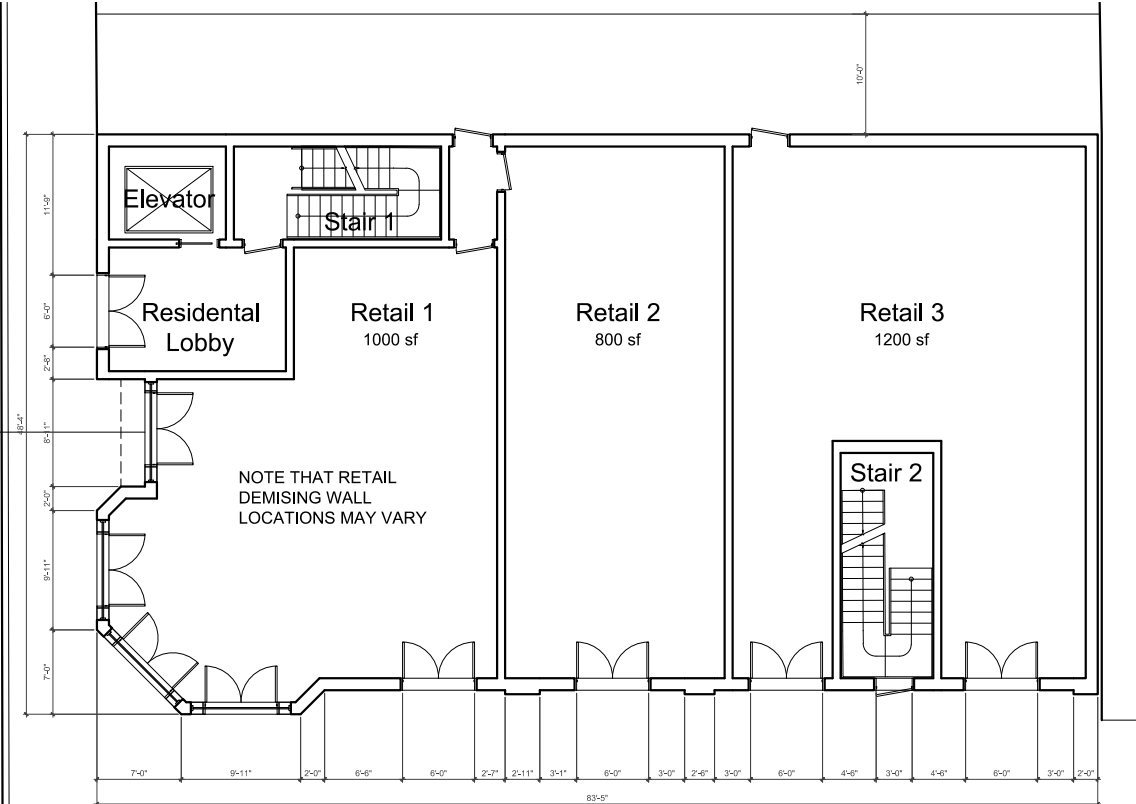 10'-0"
Elevator
Stair 1
11'-9"
Residental
Lobby
Retail 1
1000 sf
Retail 2
800 sf
Retail 3
1200 sf
6'-0"
2'-8"
48'-4"
8'-11"
NOTE THAT RETAIL
DEMISING WALL
LOCATIONS MAY VARY
Stair 2
2'-0"
9'-11"
7'-0"
7'-0" 9'-11" 2'-0" 6'-6" 6'-0" 2'-7" 2'-11" 3'-1" 6'-0" 3'-0" 2'-6" 3'-0" 6'-0" 4'-6" 3'-0" 4'-6" 6'-0" 3'-0" 2'-0"
83'-5"